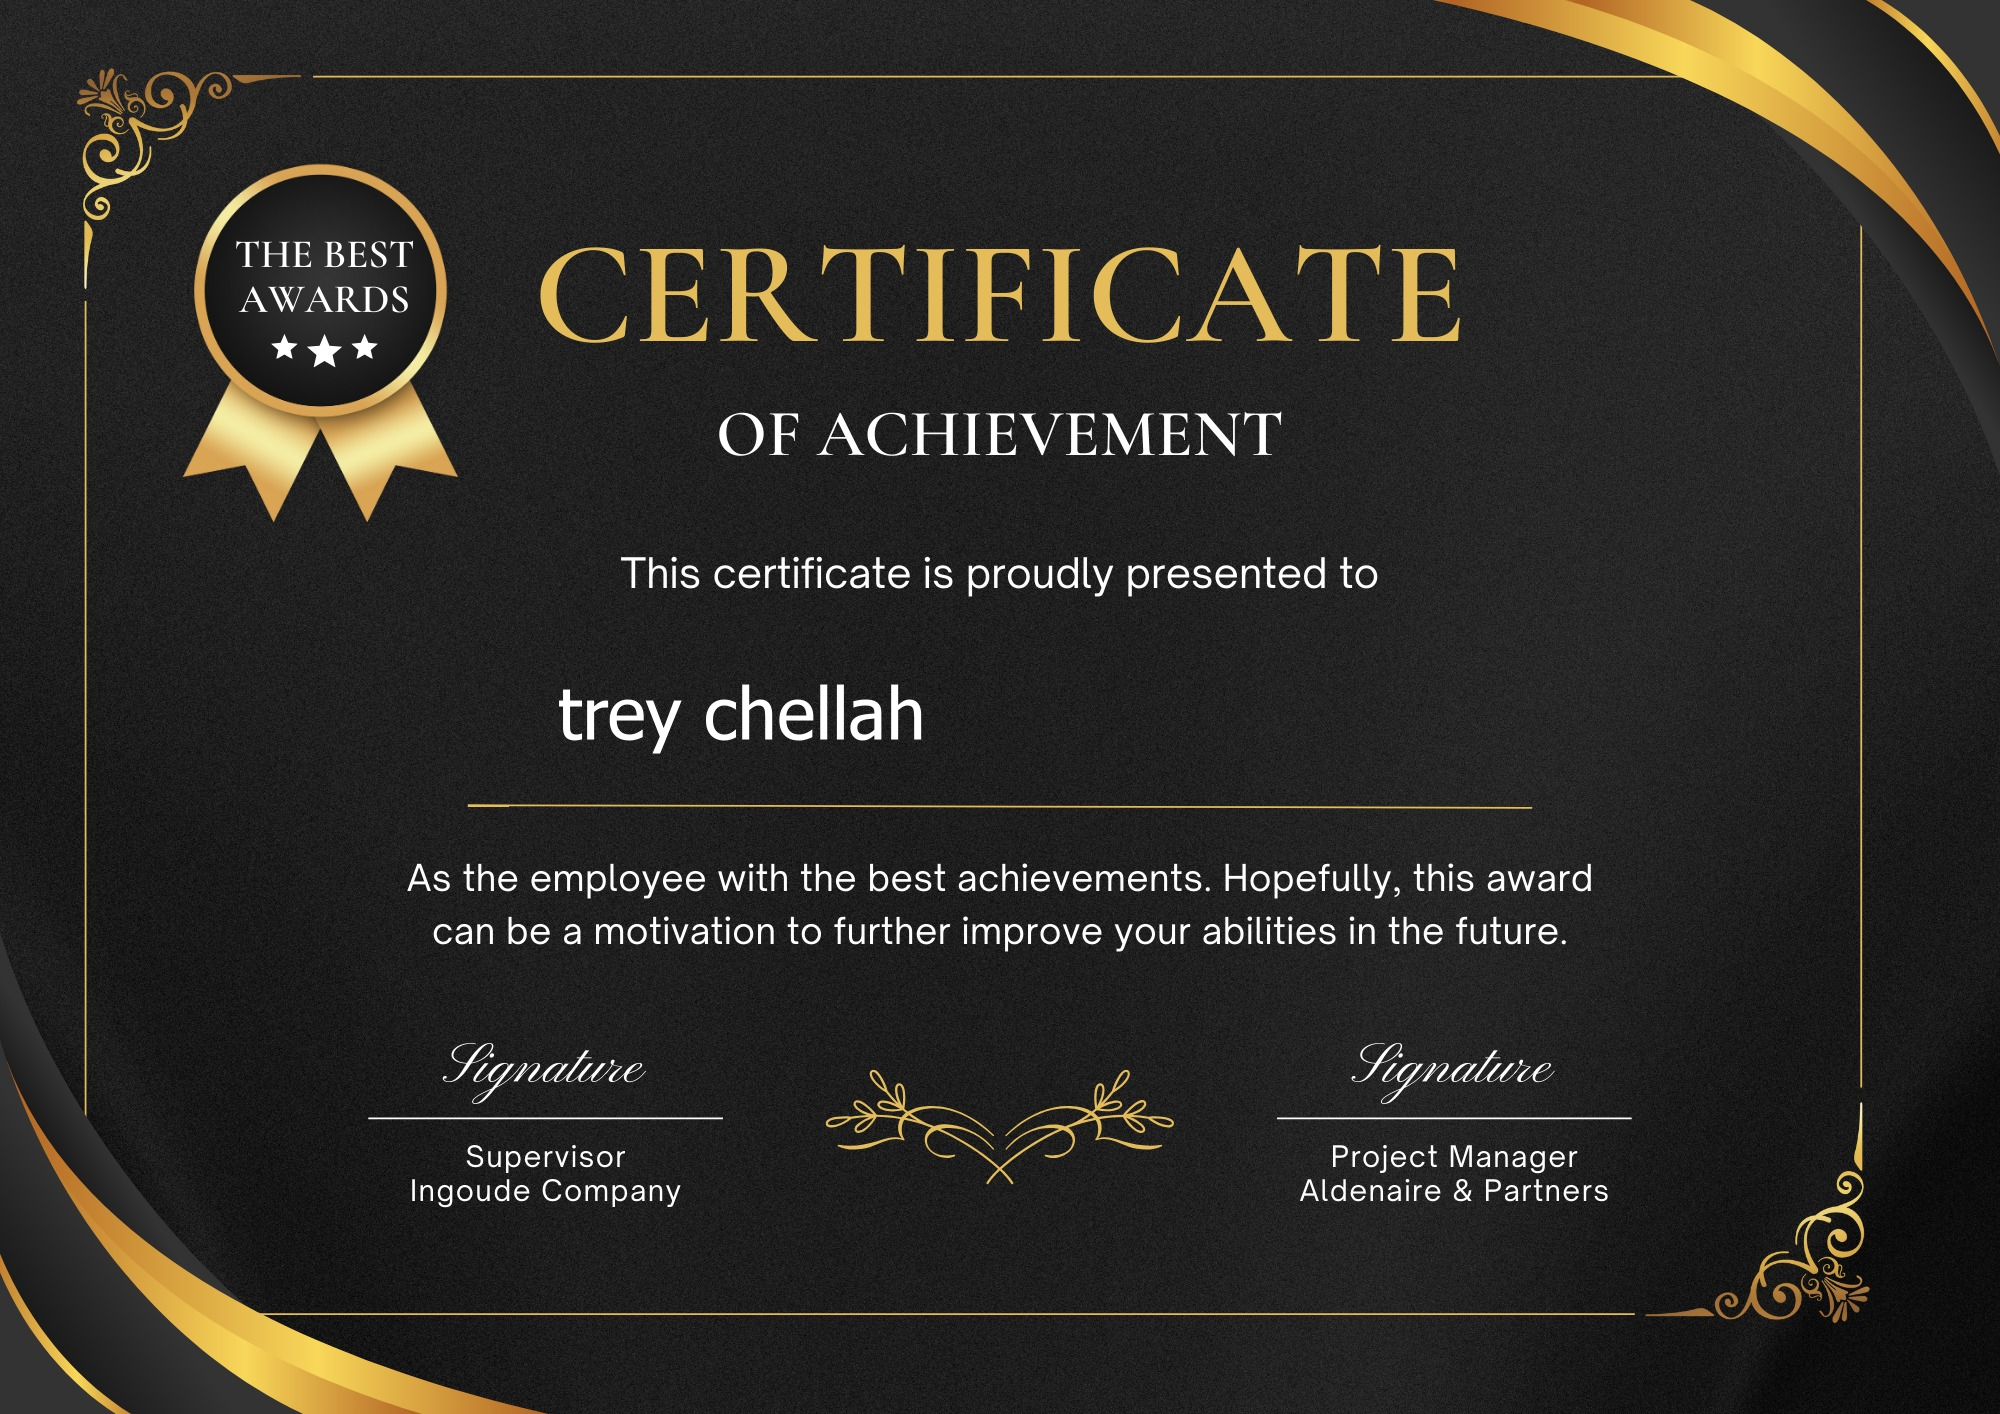 THE BEST
AWARDS
CERTIFICATE
OF ACHIEVEMENT
This certificate is proudly presented to
trey chellah
As the employee with the best achievements. Hopefully, this award
can be a motivation to further improve your abilities in the future.
Signature
Supervisor
Ingoude Company
Signature
Project Manager
Aldenaire & Partners